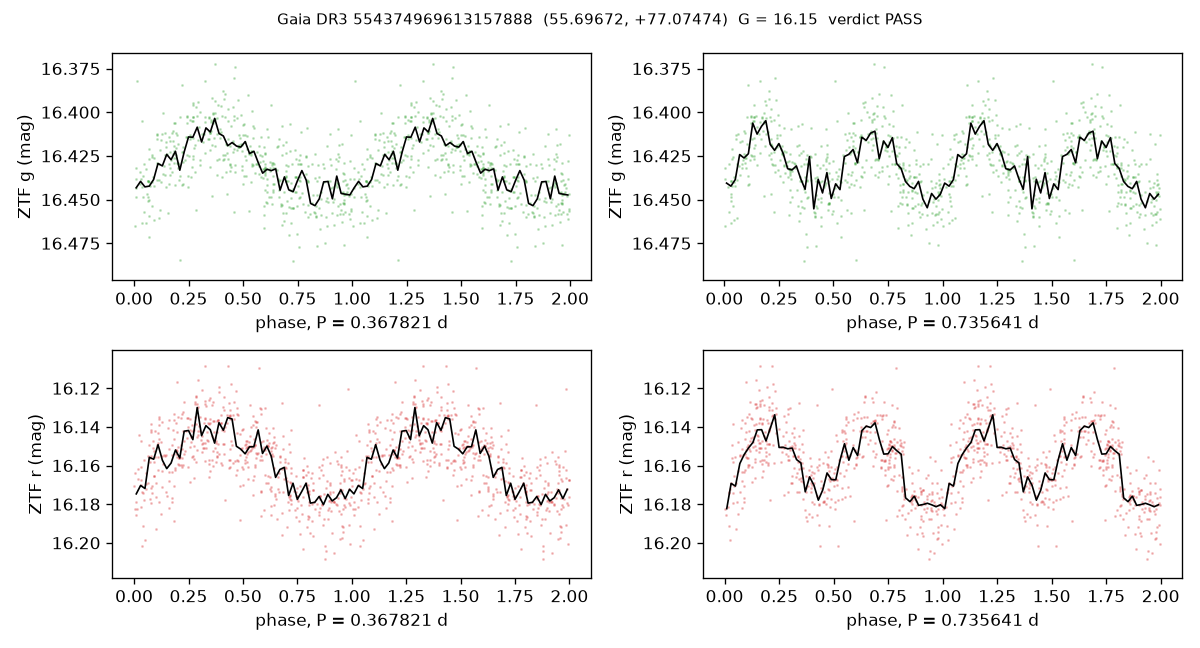 Gaia DR3 554374969613157888  (55.69672, +77.07474)  G = 16.15  verdict PASS
ZTF g (mag)
16.375
16.400
16.425
16.450
16.475
0.00 0.25 0.50 0.75 1.00 1.25 1.50 1.75 2.00
phase, P = 0.367821 d
ZTF g (mag)
16.375
16.400
16.425
16.450
16.475
0.00 0.25 0.50 0.75 1.00 1.25 1.50 1.75 2.00
phase, P = 0.735641 d
ZTF r (mag)
16.12
16.14
16.16
16.18
16.20
0.00 0.25 0.50 0.75 1.00 1.25 1.50 1.75 2.00
phase, P = 0.367821 d
ZTF r (mag)
16.12
16.14
16.16
16.18
16.20
0.00 0.25 0.50 0.75 1.00 1.25 1.50 1.75 2.00
phase, P = 0.735641 d